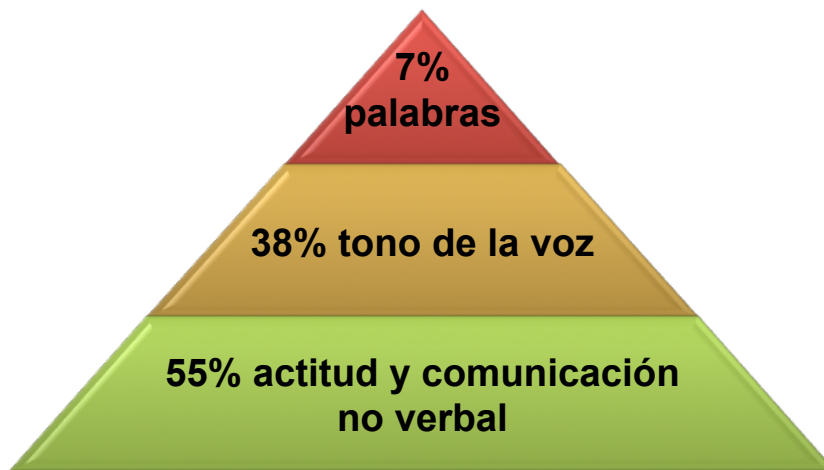 7%
palabras
38% tono de la voz
55% actitud y comunicación
no verbal